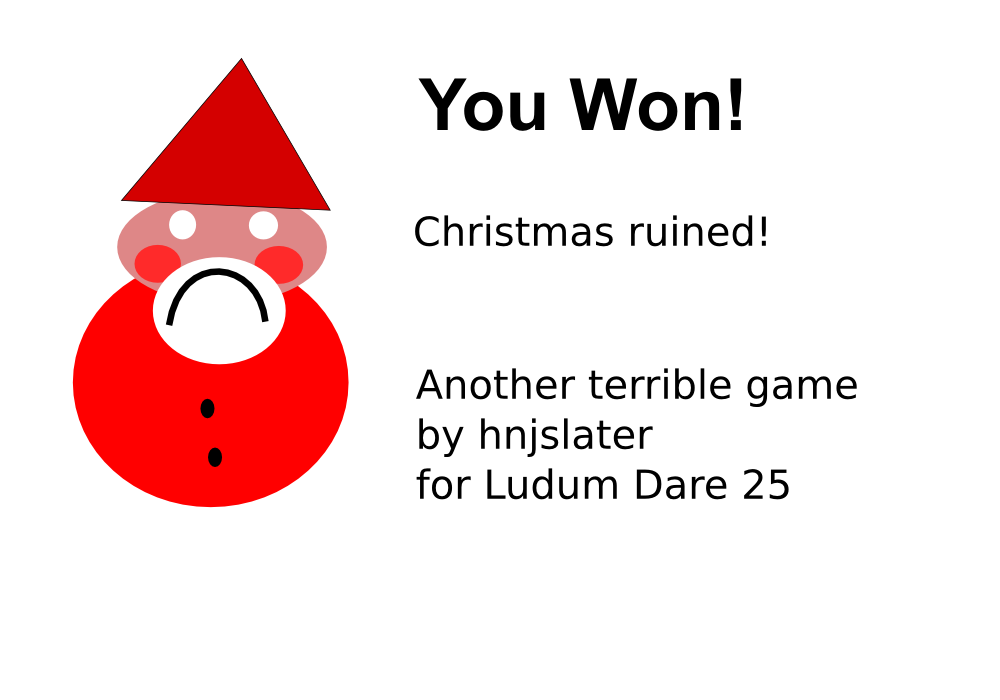 You Won!
Christmas ruined!
Another terrible game
by hnjslater
for Ludum Dare 25